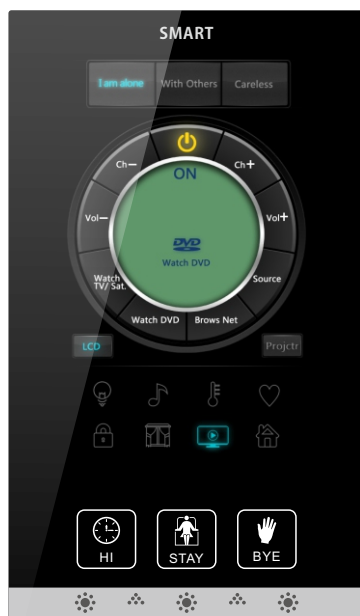 SMART
I am alone With Others Careless
Ch− Ch+
ON
Vol− Vol+
DVD
Watch DVD
Watch
TV/ Sat.
Source
Watch DVD Brows Net
LCD Projctr
HI STAY BYE